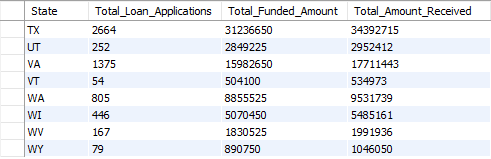 State Total_Loan_Applications Total_Funded_Amount Total_Amount_Received
TX 2664 31236650 34392715
UT 252 2849225 2952412
VA 1375 15982650 17711443
VT 54 504100 534973
WA 805 8855525 9531739
WI 446 5070450 5485161
WV 167 1830525 1991936
WY 79 890750 1046050